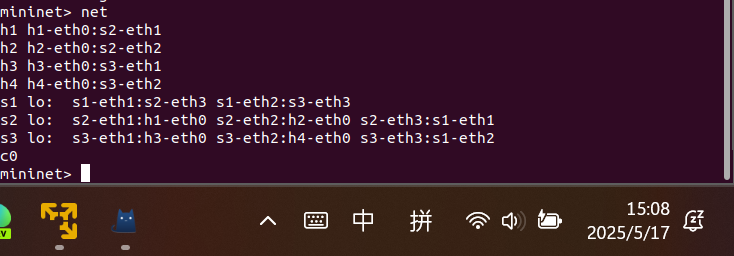 mininet> net
h1 h1-eth0:s2-eth1
h2 h2-eth0:s2-eth2
h3 h3-eth0:s3-eth1
h4 h4-eth0:s3-eth2
s1 lo:  s1-eth1:s2-eth3 s1-eth2:s3-eth3
s2 lo:  s2-eth1:h1-eth0 s2-eth2:h2-eth0 s2-eth3:s1-eth1
s3 lo:  s3-eth1:h3-eth0 s3-eth2:h4-eth0 s3-eth3:s1-eth2
c0
mininet>
V
中 拼 15:08
2025/5/17